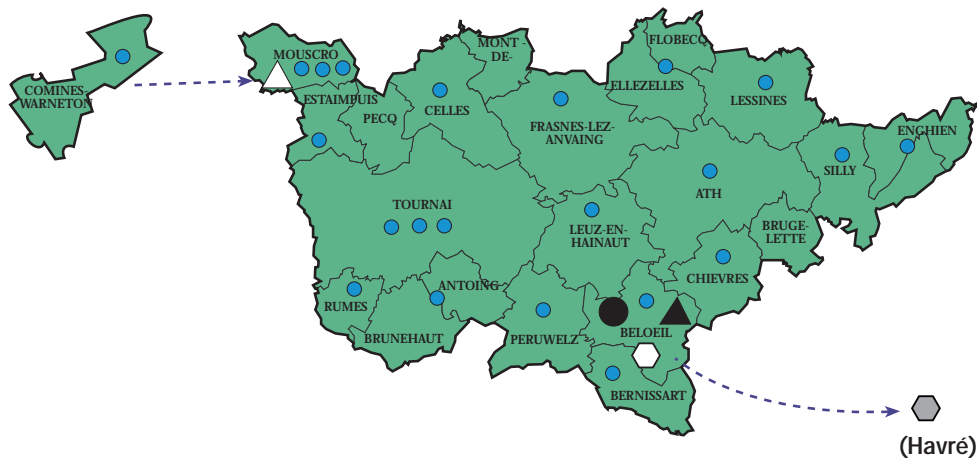 COMINES-
WARNETON
MOUSCRO
ESTAIMPUIS
PECQ
CELLES
MONT -
DE-
FRASNES-LEZ-
ANVAING
FLOBECQ
ELLEZELLES
LESSINES
ENGHIEN
SILLY
ATH
BRUGE-
LETTE
TOURNAI
LEUZ-EN-
HAINAUT
CHIEVRES
RUMES
ANTOING
BRUNEHAUT
PERUWELZ
BELOEIL
BERNISSART
(Havré)